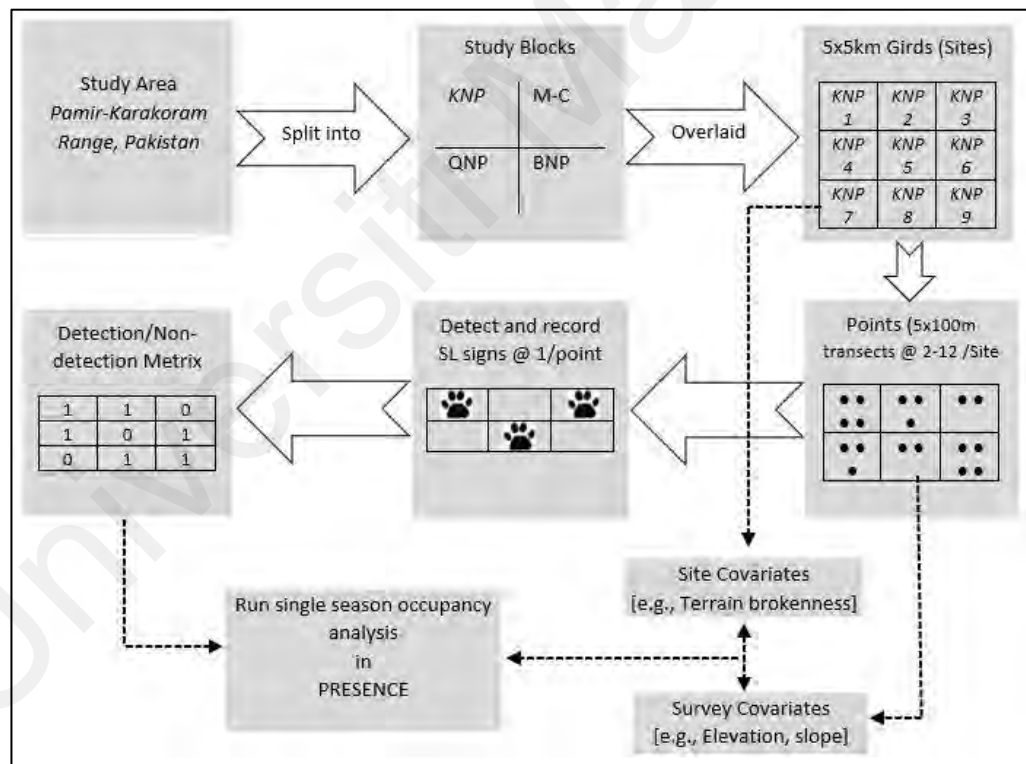 Study Area
Pamir-Karakoram
Range, Pakistan
Split into
Study Blocks
KNP M-C
QNP BNP
Overlaid
5x5km Girds (Sites)
KNP KNP KNP
1 2 3
KNP KNP KNP
4 5 6
KNP KNP KNP
7 8 9
Points (5x100m
transects @ 2-12 /Site
Detect and record
SL signs @ 1/point
Detection/Non-
detection Metrix
1 1 0
1 0 1
0 1 1
Site Covariates
[e.g., Terrain brokenness]
Run single season occupancy
analysis
in
PRESENCE
Survey Covariates
[e.g., Elevation, slope]
Universiti Ma